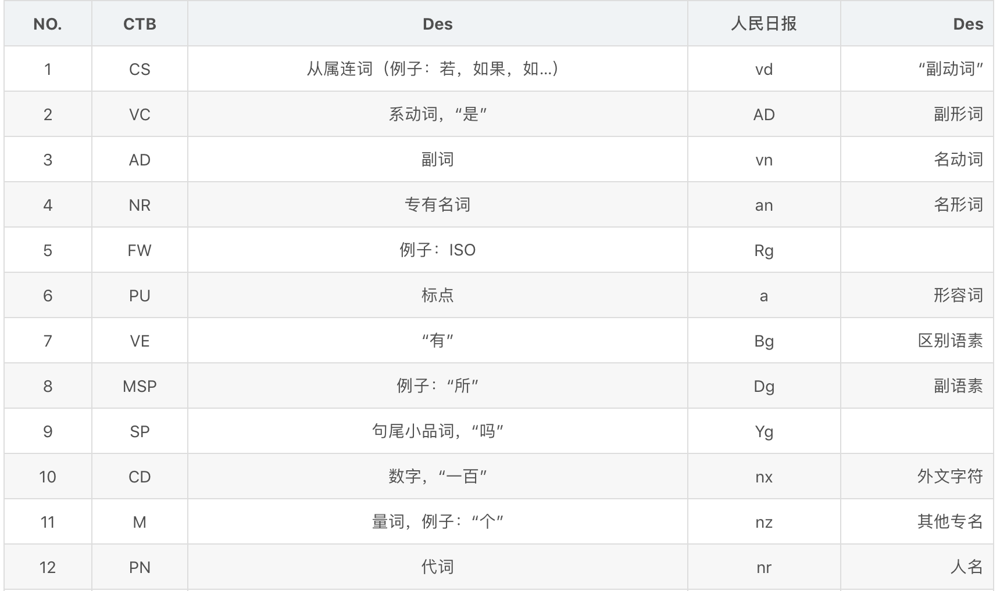 NO. CTB Des 人民日报 Des
1 CS 从属连词（例子：若，如果，如...） vd “副动词”
2 VC 系动词，“是” AD 副形词
3 AD 副词 vn 名动词
4 NR 专有名词 an 名形词
5 FW 例子：ISO Rg
6 PU 标点 a 形容词
7 VE “有” Bg 区别语素
8 MSP 例子：“所” Dg 副语素
9 SP 句尾小品词，“吗” Yg
10 CD 数字，“一百” nx 外文字符
11 M 量词，例子：“个” nz 其他专名
12 PN 代词 nr 人名